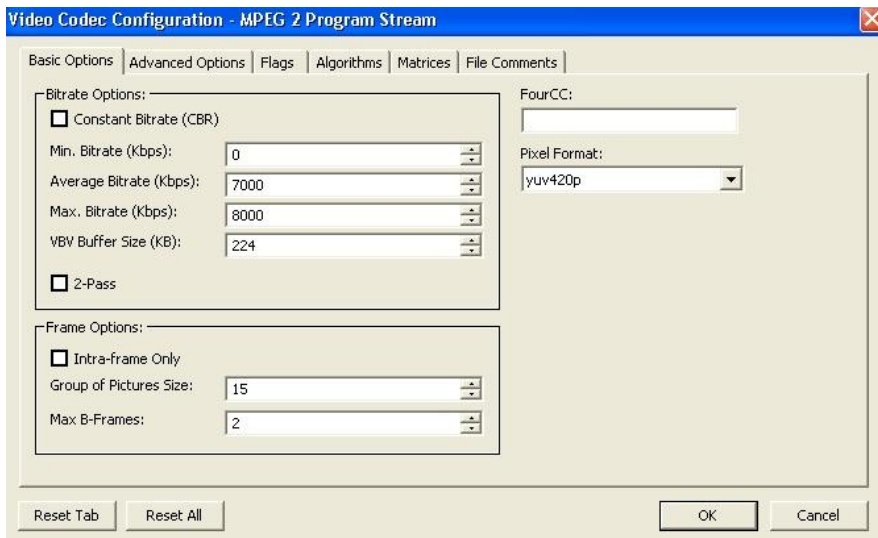 Video Codec Configuration - MPEG 2 Program Stream
Basic Options Advanced Options Flags Algorithms Matrices File Comments
Bitrate Options:
Constant Bitrate (CBR)
Min. Bitrate (Kbps): 0
Average Bitrate (Kbps): 7000
Max. Bitrate (Kbps): 8000
VBV Buffer Size (KB): 224
2-Pass
Frame Options:
Intra-frame Only
Group of Pictures Size: 15
Max B-Frames: 2
FourCC:
Pixel Format:
yuv420p
Reset Tab Reset All OK Cancel